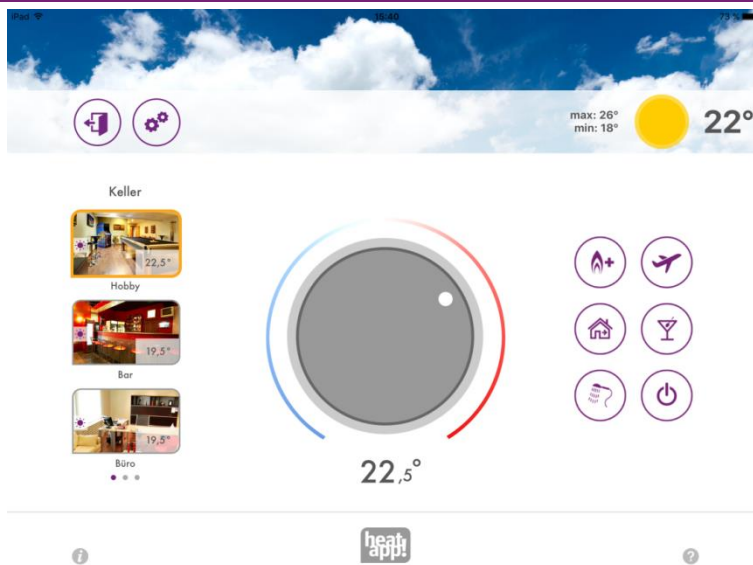 iPad 15:40 73 %
max: 26°
min: 18°
22°
Keller
22,5°
Hobby
19,5°
Bar
19,5°
Büro
22,5°
heat
app!
i
?